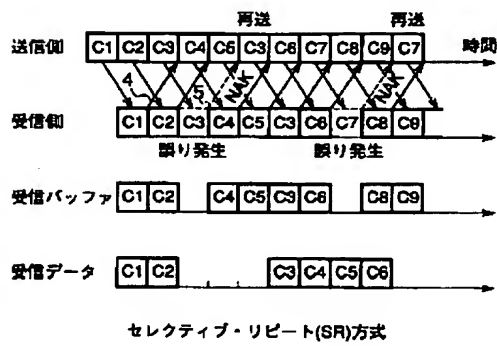 再送 再送
送信側 C1 C2 C3 C4 C5 C3 C6 C7 C8 C9 C7 時間
4 5 NAK NAK
受信側 C1 C2 C3 C4 C5 C3 C6 C7 C8 C9
誤り発生 誤り発生
受信バッファ C1 C2 C4 C5 C3 C6 C8 C9
受信データ C1 C2 C3 C4 C5 C6
セレクティブ・リピート(SR)方式